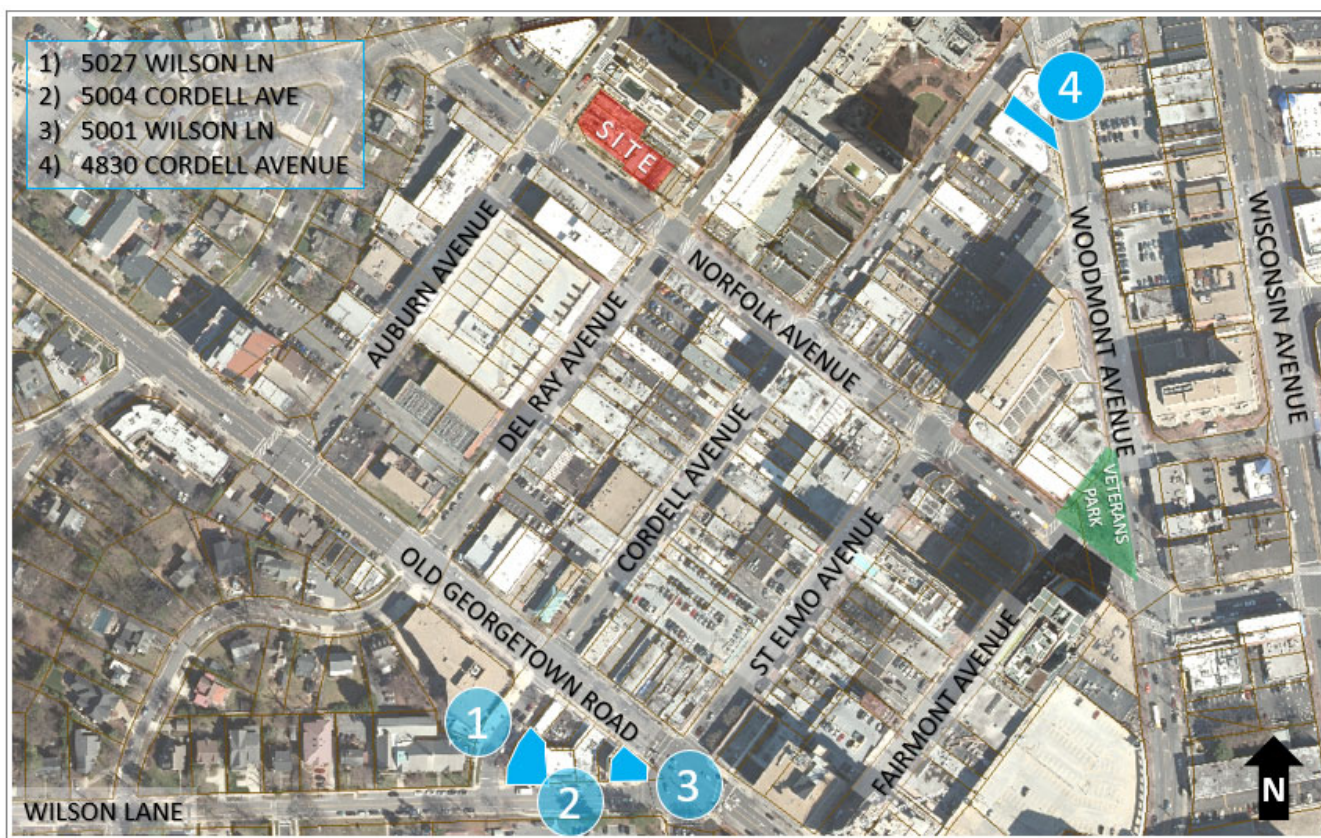 1) 5027 WILSON LN
2) 5004 CORDELL AVE
3) 5001 WILSON LN
4) 4830 CORDELL AVENUE
4
SITE
AUBURN AVENUE
DEL RAY AVENUE
NORFOLK AVENUE
WOODMONT AVENUE
WISCONSIN AVENUE
CORDELL AVENUE
VETERANS
PARK
OLD GEORGETOWN ROAD
ST ELMO AVENUE
FAIRMONT AVENUE
1
2
3
N
WILSON LANE